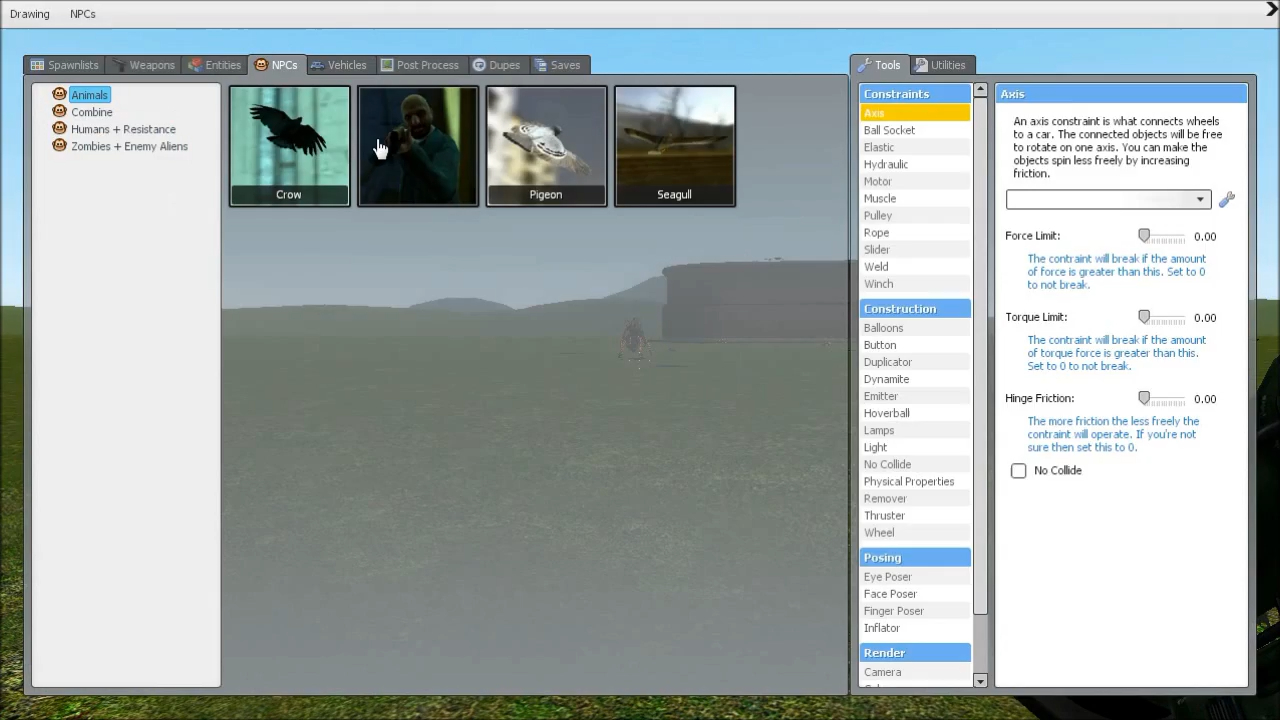 Drawing NPCs
Spawnlists Weapons Entities NPCs Vehicles Post Process Dupes Saves
Animals
Combine
Humans + Resistance
Zombies + Enemy Aliens
Crow
Pigeon
Seagull
Tools Utilities
Constraints
Axis
Ball Socket
Elastic
Hydraulic
Motor
Muscle
Pulley
Rope
Slider
Weld
Winch
Construction
Balloons
Button
Duplicator
Dynamite
Emitter
Hoverball
Lamps
Light
No Collide
Physical Properties
Remover
Thruster
Wheel
Posing
Eye Poser
Face Poser
Finger Poser
Inflator
Render
Camera
Axis
An axis constraint is what connects wheels
to a car. The connected objects will be free
to rotate on one axis. You can make the
objects spin less freely by increasing
friction.
Force Limit: 0.00
The contraint will break if the amount
of force is greater than this. Set to 0
to not break.
Torque Limit: 0.00
The contraint will break if the amount
of torque force is greater than this.
Set to 0 to not break.
Hinge Friction: 0.00
The more friction the less freely the
contraint will operate. If you're not
sure then set this to 0.
No Collide